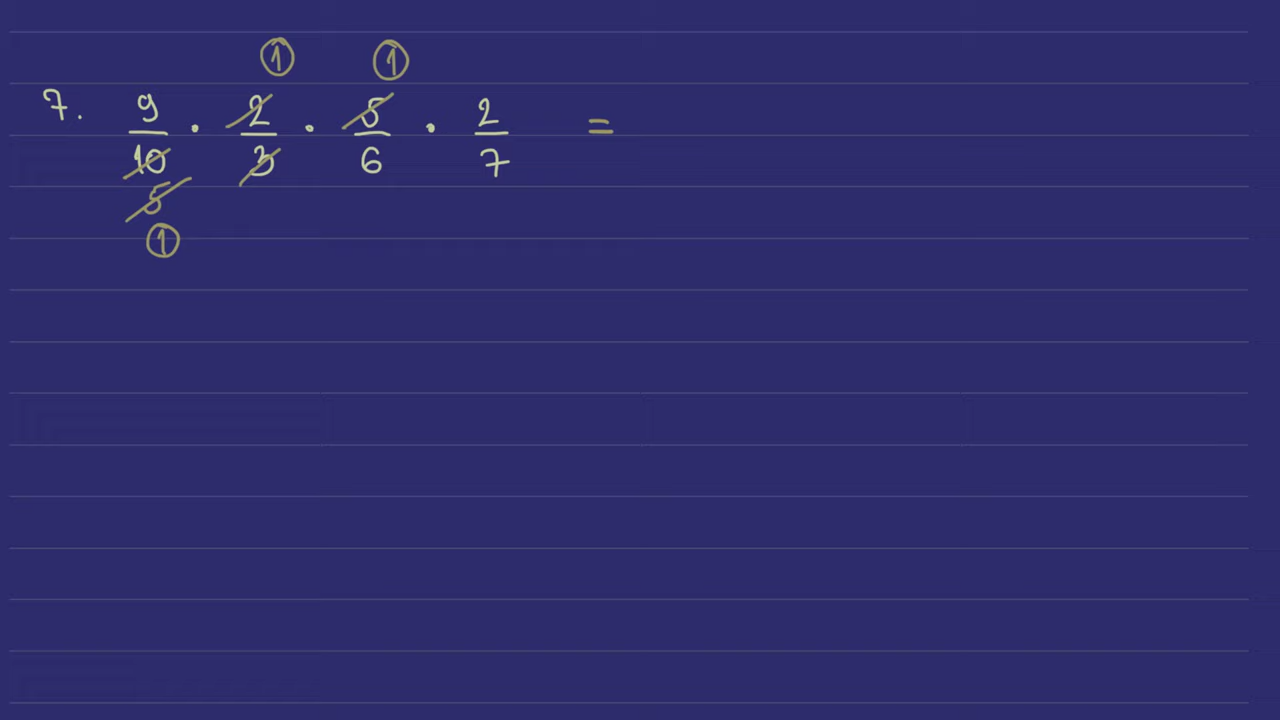 ① ①
7. 9/10 · 2/3 · 5/6 · 2/7 =
5
①